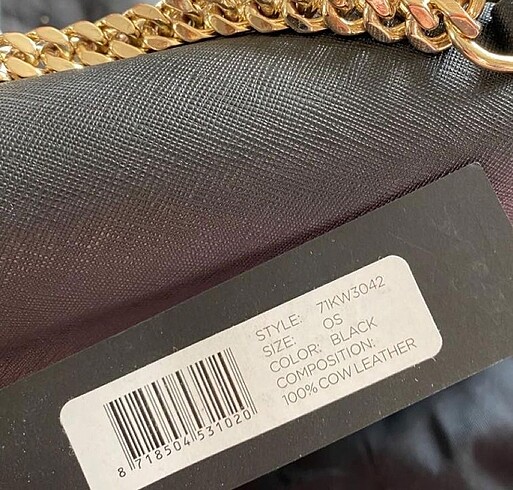 STYLE: 71KW3042
SIZE: OS
COLOR: BLACK
COMPOSITION:
100% COW LEATHER
8 718504 531020